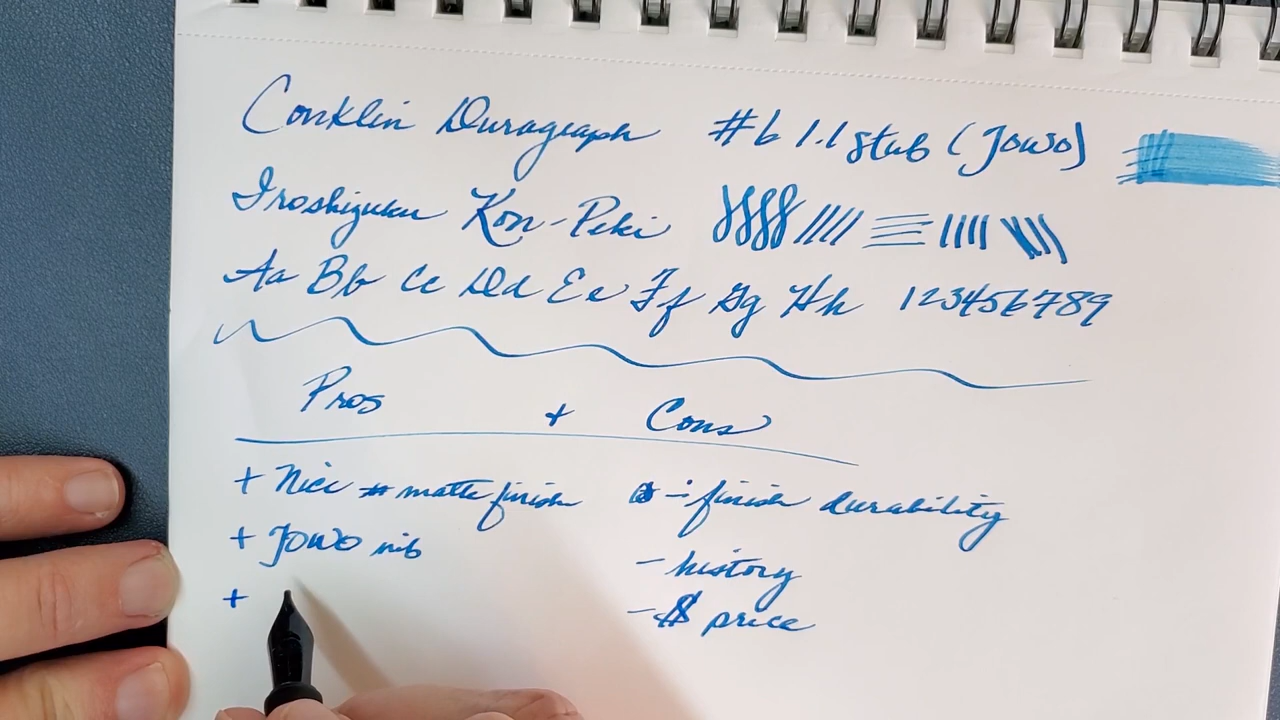 Conklin Duragraph #6 1.1 stub (Jowo)
Iroshizuku Kon-Peki
Aa Bb Cc Dd Ee Ff Gg Hh 123456789
Pros + Cons
+ Nice matte finish - finish durability
+ Jowo nib - history
+ - $ price